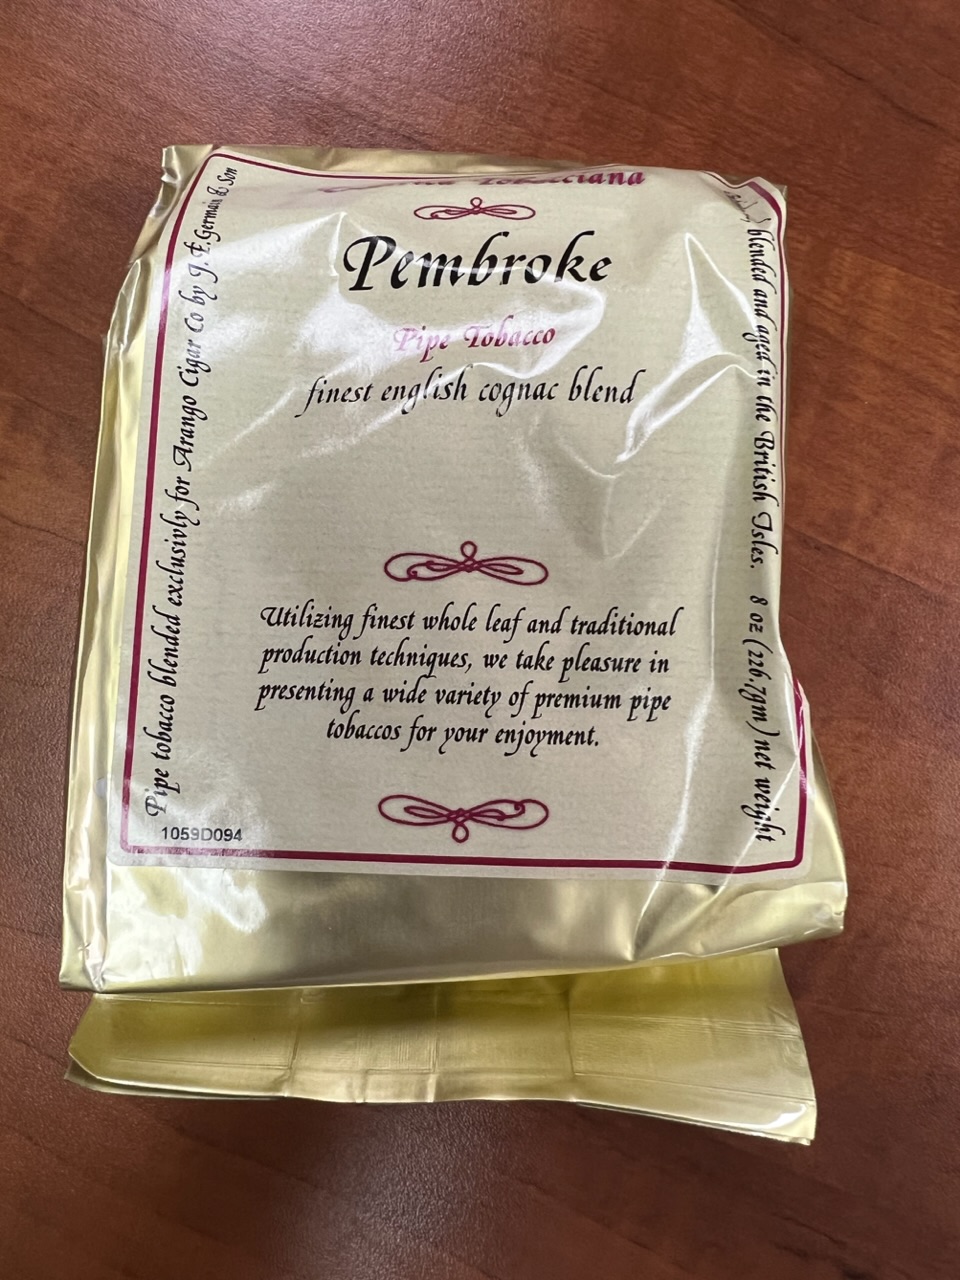 Pembroke
Pipe Tobacco
finest english cognac blend
Utilizing finest whole leaf and traditional
production techniques, we take pleasure in
presenting a wide variety of premium pipe
tobaccos for your enjoyment.
1059D094
Pipe tobacco blended exclusivly for Arango Cigar Co by J.F.Germain & Son
blended and aged in the British Isles. 8 oz (226.7gm) net weight